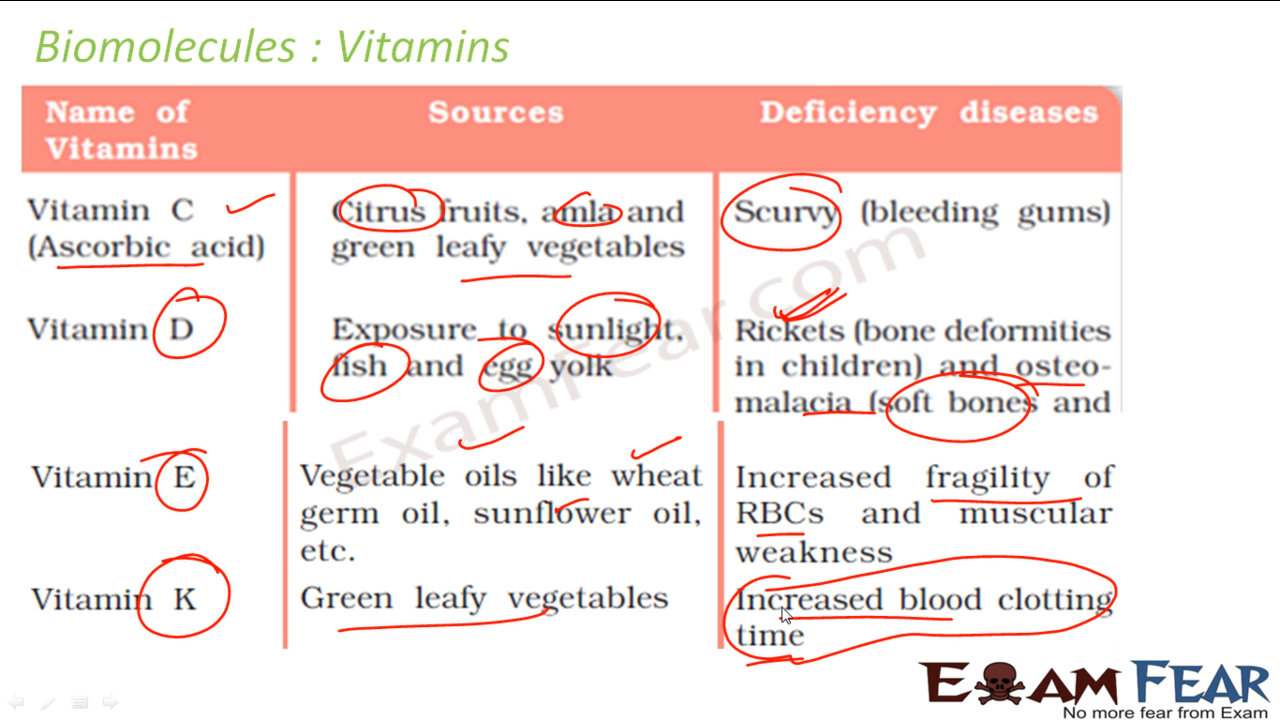 Biomolecules : Vitamins
Name of Vitamins Sources Deficiency diseases
Vitamin C Citrus fruits, amla and Scurvy (bleeding gums)
(Ascorbic acid) green leafy vegetables
Vitamin D Exposure to sunlight, Rickets (bone deformities
fish and egg yolk in children) and osteo-
malacia (soft bones and
Vitamin E Vegetable oils like wheat Increased fragility of
germ oil, sunflower oil, RBCs and muscular
etc. weakness
Vitamin K Green leafy vegetables Increased blood clotting
time
ExamFear.com
EXAM FEAR
No more fear from Exam